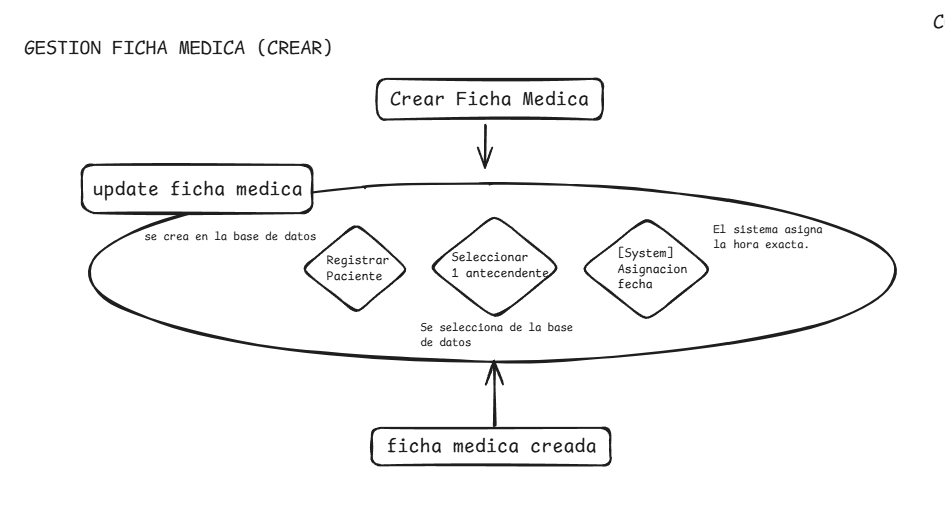 C
GESTION FICHA MEDICA (CREAR)
Crear Ficha Medica
update ficha medica
se crea en la base de datos
Registrar
Paciente
Seleccionar
1 antecendente
[System]
Asignacion
fecha
El sistema asigna
la hora exacta.
Se selecciona de la base
de datos
ficha medica creada